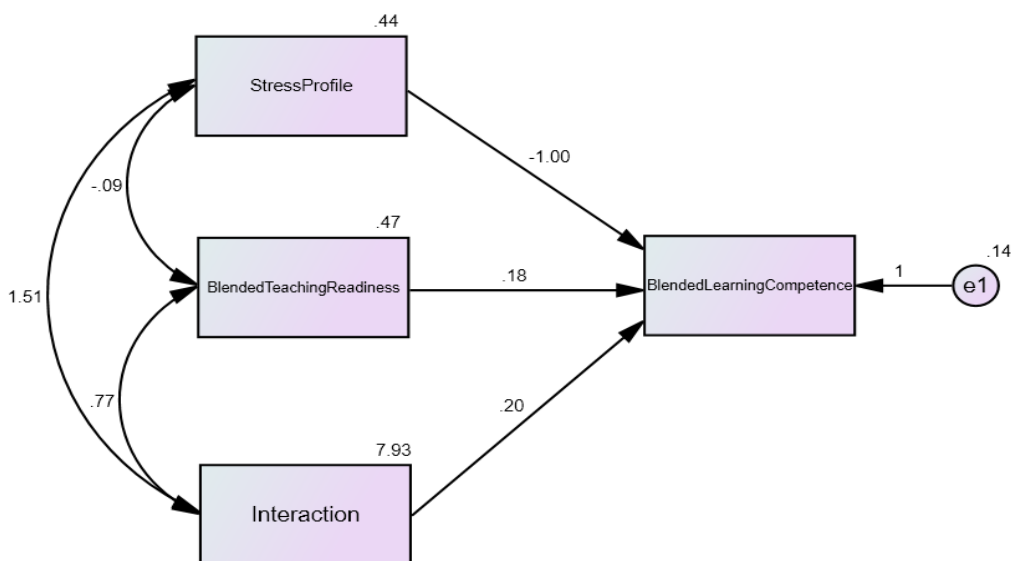 .44
StressProfile
-1.00
-.09
.47
BlendedTeachingReadiness
.18
BlendedLearningCompetence
1
.14
e1
1.51
.77
.20
7.93
Interaction